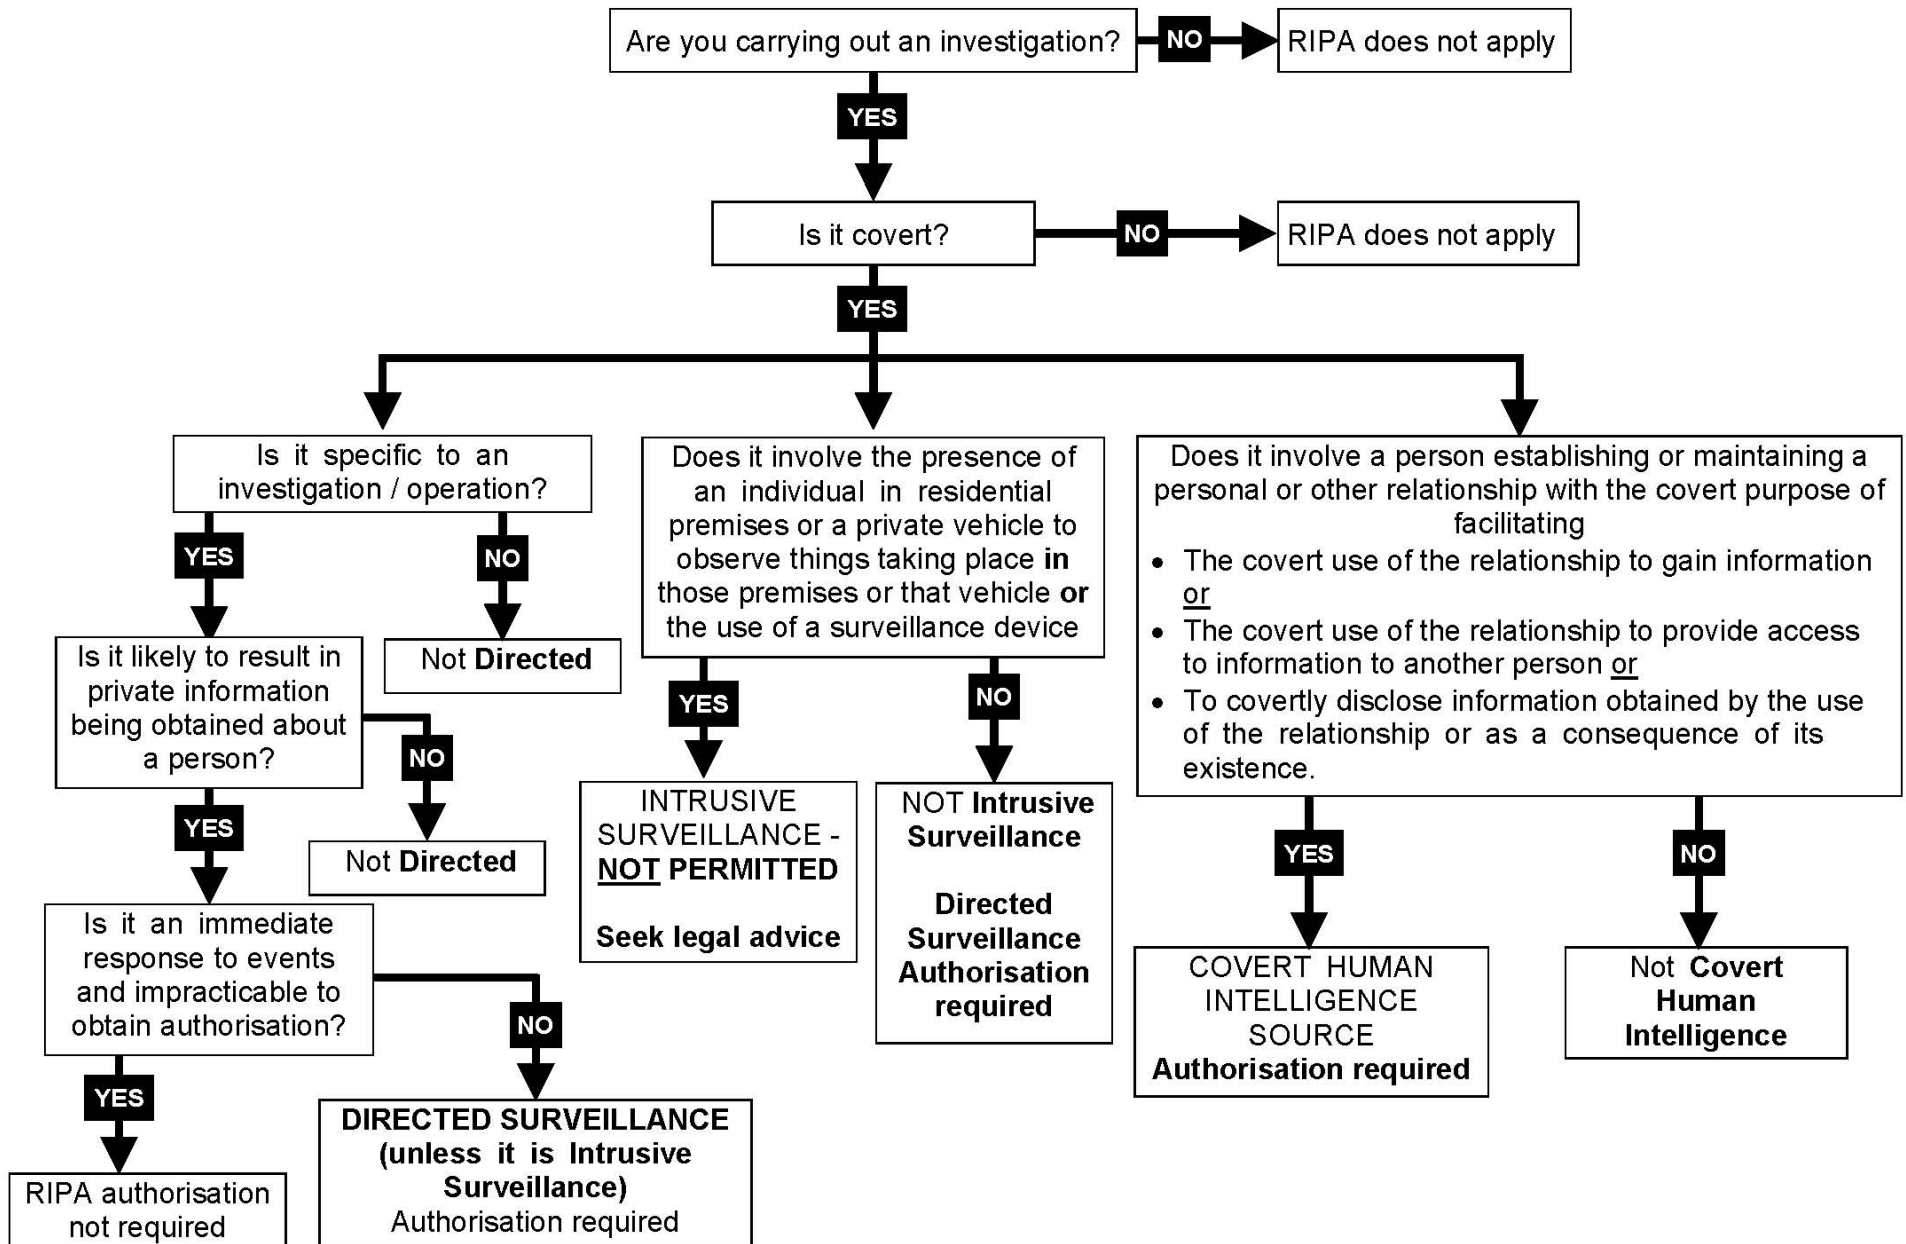 Are you carrying out an investigation?
NO
RIPA does not apply
YES
Is it covert?
NO
RIPA does not apply
YES
Is it specific to an
investigation / operation?
YES
NO
Not Directed
Is it likely to result in
private information
being obtained about
a person?
NO
YES
Not Directed
Is it an immediate
response to events
and impracticable to
obtain authorisation?
NO
YES
RIPA authorisation
not required
DIRECTED SURVEILLANCE
(unless it is Intrusive
Surveillance)
Authorisation required
Does it involve the presence of
an individual in residential
premises or a private vehicle to
observe things taking place in
those premises or that vehicle or
the use of a surveillance device
YES
NO
INTRUSIVE
SURVEILLANCE -
NOT PERMITTED
Seek legal advice
NOT Intrusive
Surveillance
Directed
Surveillance
Authorisation
required
Does it involve a person establishing or maintaining a
personal or other relationship with the covert purpose of
facilitating
• The covert use of the relationship to gain information
or
• The covert use of the relationship to provide access
to information to another person or
• To covertly disclose information obtained by the use
of the relationship or as a consequence of its
existence.
YES
NO
COVERT HUMAN
INTELLIGENCE
SOURCE
Authorisation required
Not Covert
Human
Intelligence